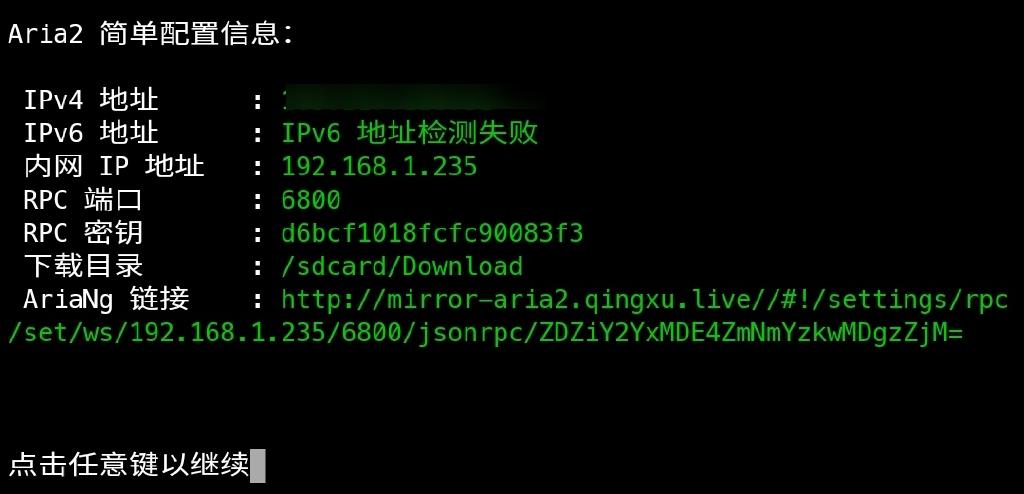 Aria2 简单配置信息:
IPv4 地址 :
IPv6 地址 : IPv6 地址检测失败
内网 IP 地址 : 192.168.1.235
RPC 端口 : 6800
RPC 密钥 : d6bcf1018fcfc90083f3
下载目录 : /sdcard/Download
AriaNg 链接 : http://mirror-aria2.qingxu.live//#!/settings/rpc
/set/ws/192.168.1.235/6800/jsonrpc/ZDZiY2YxMDE4ZmNmYzkwMDgzZjM=
点击任意键以继续